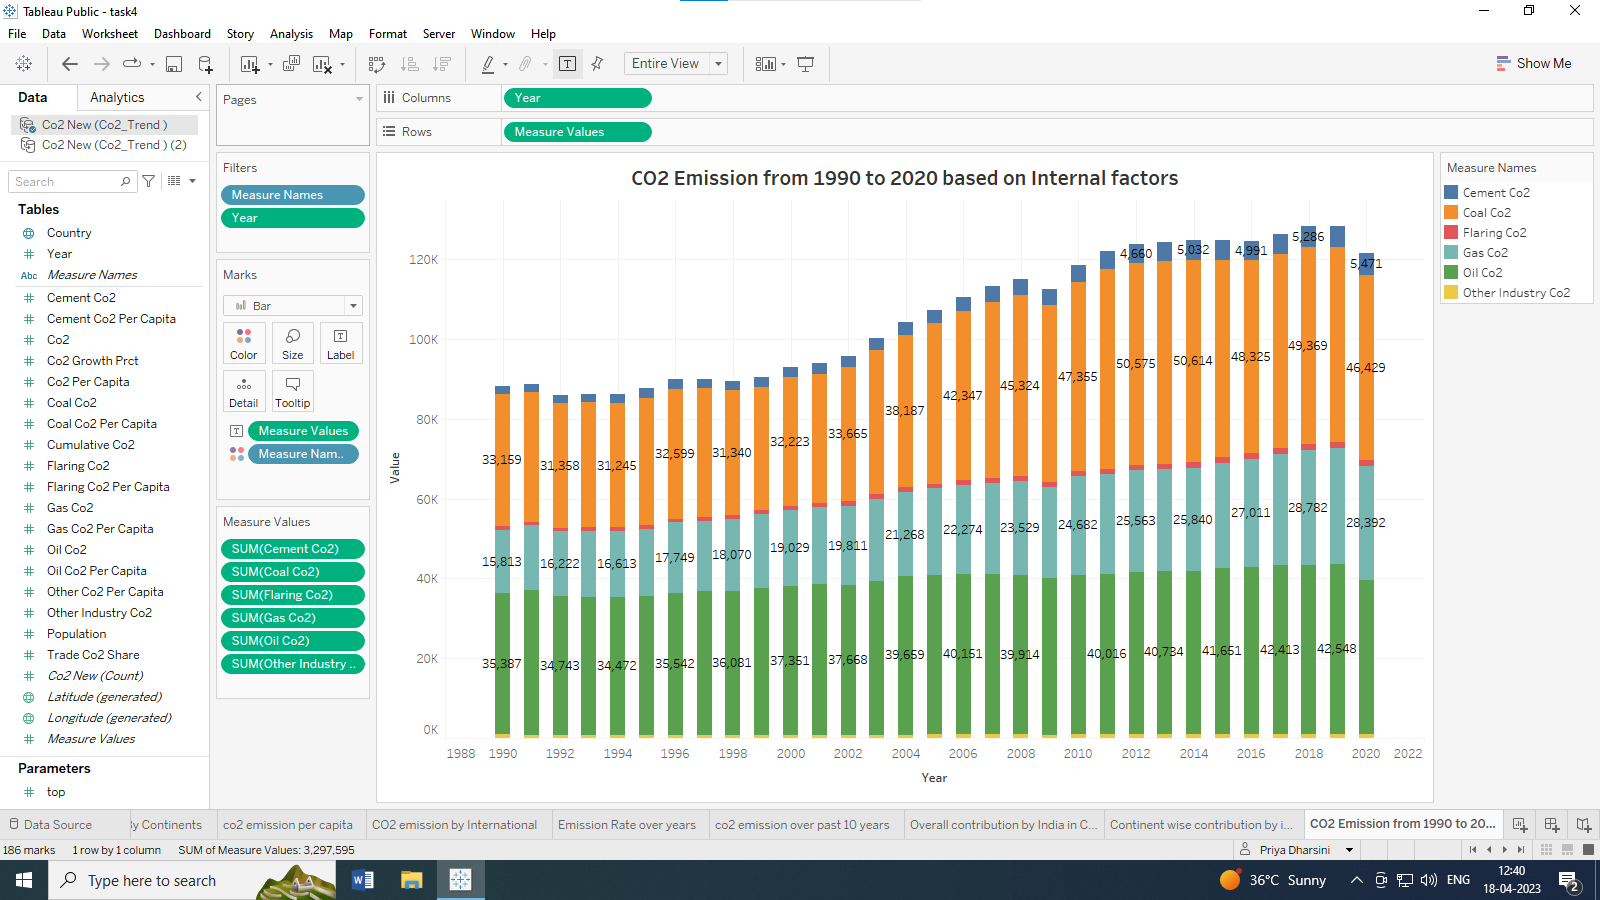 Tableau Public - task4
File Data Worksheet Dashboard Story Analysis Map Format Server Window Help
Entire View
Show Me
Data Analytics
Co2 New (Co2_Trend )
Co2 New (Co2_Trend ) (2)
Search
Tables
Country
Year
Abc Measure Names
Cement Co2
Cement Co2 Per Capita
Co2
Co2 Growth Prct
Co2 Per Capita
Coal Co2
Coal Co2 Per Capita
Cumulative Co2
Flaring Co2
Flaring Co2 Per Capita
Gas Co2
Gas Co2 Per Capita
Oil Co2
Oil Co2 Per Capita
Other Co2 Per Capita
Other Industry Co2
Population
Trade Co2 Share
Co2 New (Count)
Latitude (generated)
Longitude (generated)
Measure Values
Parameters
top
Pages
Filters
Measure Names
Year
Marks
Bar
Color Size Label
Detail Tooltip
Measure Values
Measure Nam..
Measure Values
SUM(Cement Co2)
SUM(Coal Co2)
SUM(Flaring Co2)
SUM(Gas Co2)
SUM(Oil Co2)
SUM(Other Industry ..
Columns Year
Rows Measure Values
CO2 Emission from 1990 to 2020 based on Internal factors
Value
120K
100K
80K
60K
40K
20K
0K
4,660 5,032 4,991 5,286 5,471
33,159 31,358 31,245 32,599 31,340 32,223 33,665 38,187 42,347 45,324 47,355 50,575 50,614 48,325 49,369 46,429
15,813 16,222 16,613 17,749 18,070 19,029 19,811 21,268 22,274 23,529 24,682 25,563 25,840 27,011 28,782 28,392
35,387 34,743 34,472 35,542 36,081 37,351 37,668 39,659 40,151 39,914 40,016 40,734 41,651 42,413 42,548
1988 1990 1992 1994 1996 1998 2000 2002 2004 2006 2008 2010 2012 2014 2016 2018 2020 2022
Year
Measure Names
Cement Co2
Coal Co2
Flaring Co2
Gas Co2
Oil Co2
Other Industry Co2
Data Source By Continents co2 emission per capita CO2 emission by International Emission Rate over years co2 emission over past 10 years Overall contribution by India in C... Continent wise contribution by i... CO2 Emission from 1990 to 20...
186 marks 1 row by 1 column SUM of Measure Values: 3,297,595 Priya Dharsini
Type here to search
36°C Sunny
ENG
12:40
18-04-2023
2